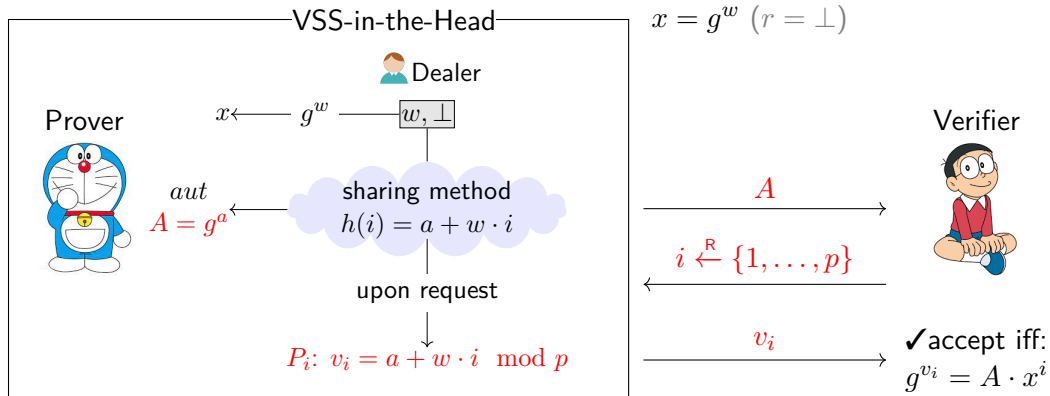 VSS-in-the-Head
x = g^w (r = ⊥)
Dealer
x ← g^w — w, ⊥
Prover
Verifier
sharing method
h(i) = a + w · i
aut
A = g^a
A
i ←^R {1, . . . , p}
upon request
P_i: v_i = a + w · i mod p
v_i
✓accept iff:
g^{v_i} = A · x^i